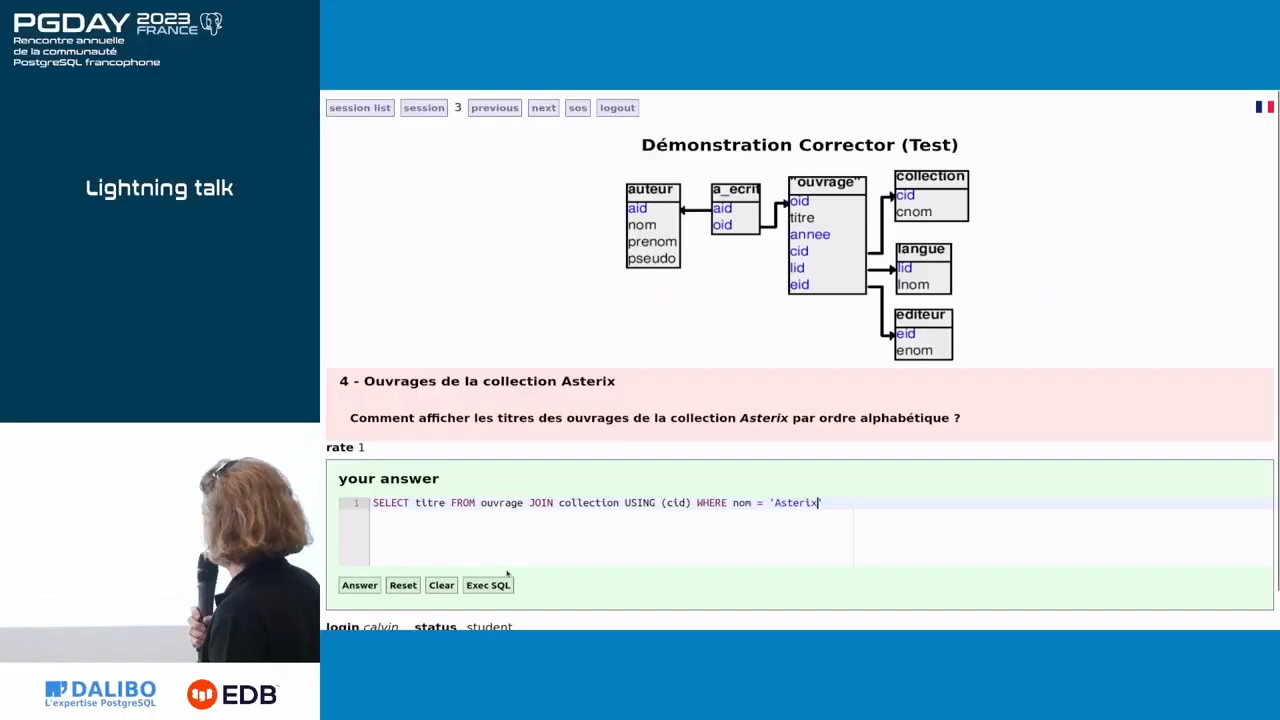 PGDAY 2023 FRANCE
Rencontre annuelle
de la communauté
PostgreSQL francophone
Lightning talk
DALIBO
L'expertise PostgreSQL
EDB
session list session 3 previous next sos logout
Démonstration Corrector (Test)
auteur
aid
nom
prenom
pseudo
a_ecrit
aid
oid
"ouvrage"
oid
titre
annee
cid
lid
eid
collection
cid
cnom
langue
lid
lnom
editeur
eid
enom
4 - Ouvrages de la collection Asterix
Comment afficher les titres des ouvrages de la collection Asterix par ordre alphabétique ?
rate 1
your answer
1 SELECT titre FROM ouvrage JOIN collection USING (cid) WHERE nom = 'Asterix'
Answer Reset Clear Exec SQL
login calvin status student